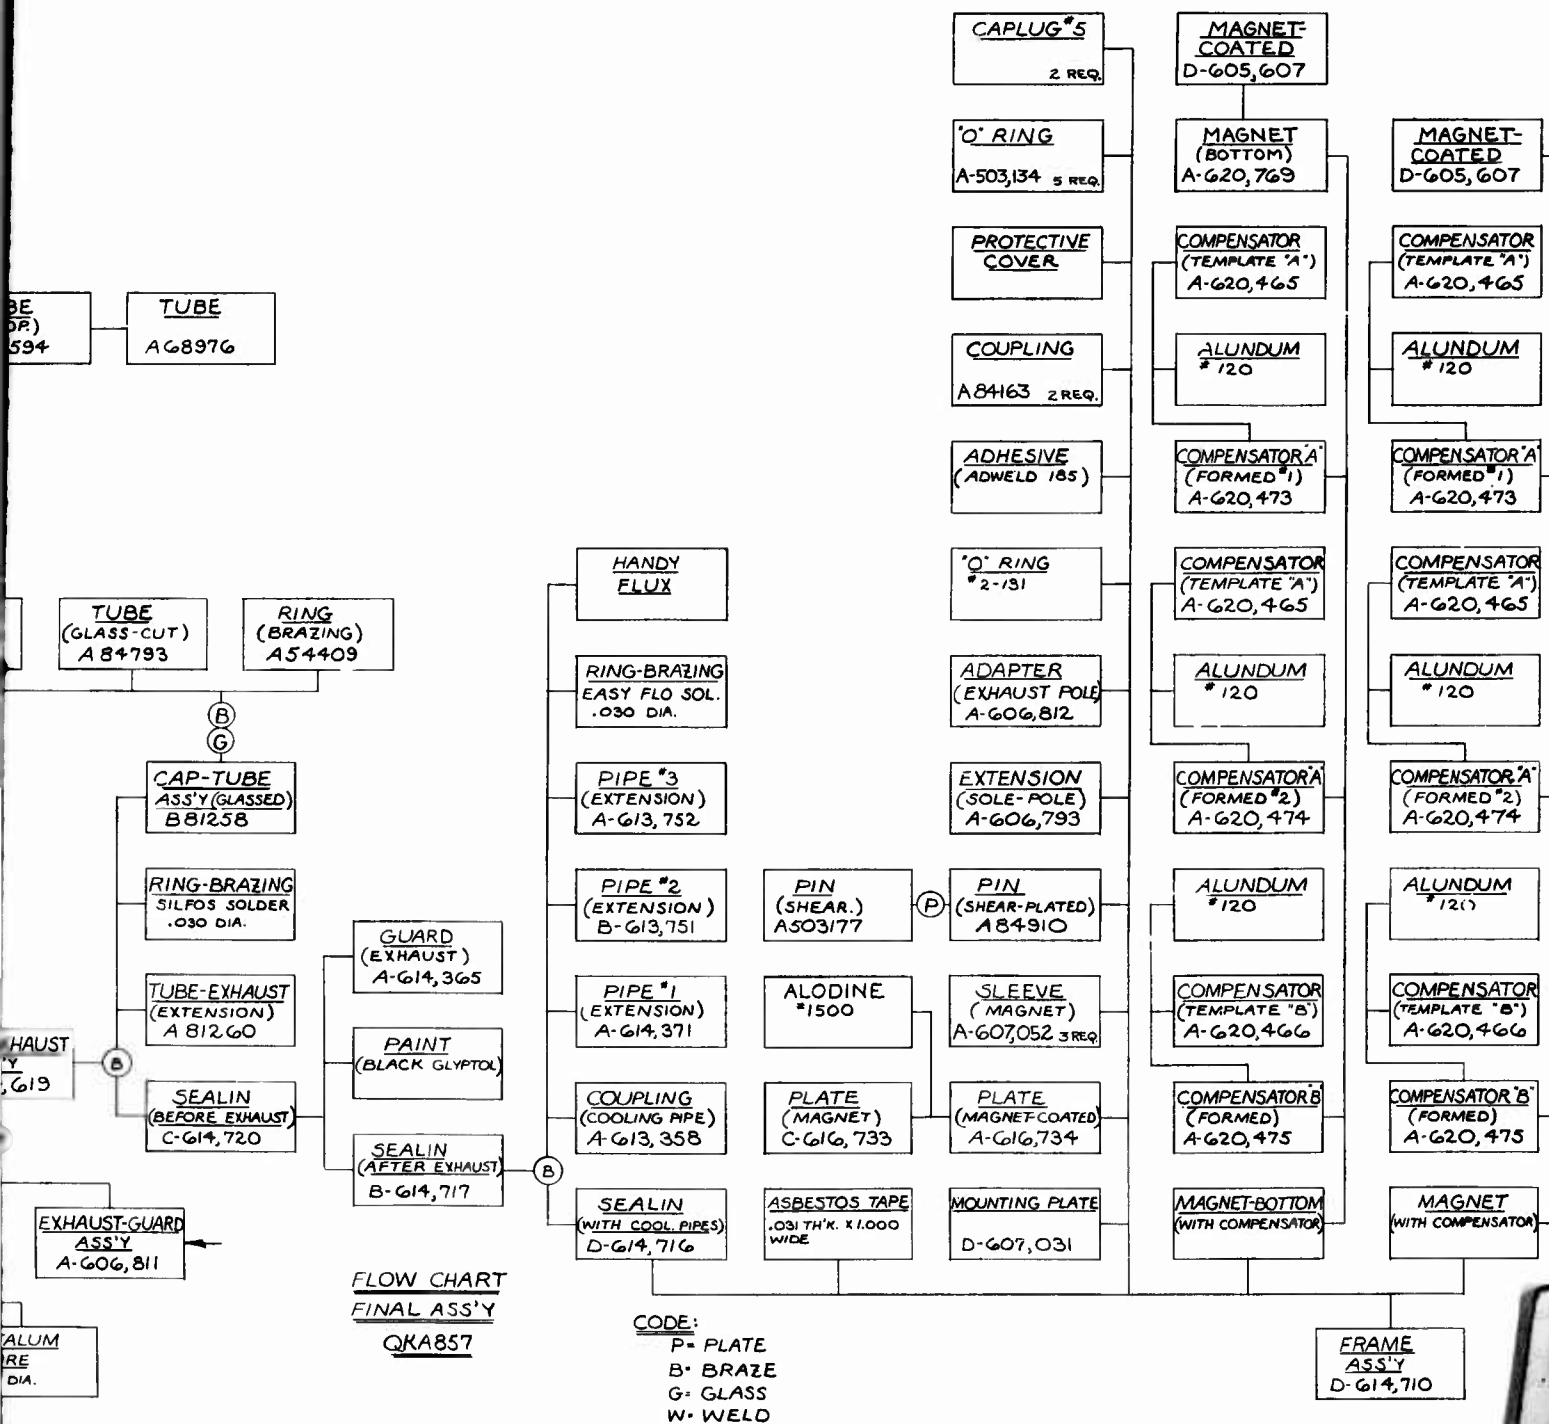 CAPLUG #5
2 REQ.
MAGNET-
COATED
D-605,607
"O" RING
A-503,134 5 REQ.
MAGNET
(BOTTOM)
A-620,769
MAGNET-
COATED
D-605,607
PROTECTIVE
COVER
COMPENSATOR
(TEMPLATE "A")
A-620,465
COMPENSATOR
(TEMPLATE "A")
A-620,465
594
TUBE
A68976
COUPLING
A84163 2 REQ.
ALUNDUM
#120
ALUNDUM
#120
ADHESIVE
(ADWELD 185)
COMPENSATOR "A"
(FORMED #1)
A-620,473
COMPENSATOR "A"
(FORMED #1)
A-620,473
HANDY
FLUX
"O" RING
#2-131
COMPENSATOR
(TEMPLATE "A")
A-620,465
COMPENSATOR
(TEMPLATE "A")
A-620,465
TUBE
(GLASS-CUT)
A84793
RING
(BRAZING)
A54409
RING-BRAZING
EASY FLO SOL.
.030 DIA.
ADAPTER
(EXHAUST POLE)
A-606,812
ALUNDUM
#120
ALUNDUM
#120
B
G
CAP-TUBE
ASS'Y (GLASSED)
B81258
PIPE #3
(EXTENSION)
A-613,752
EXTENSION
(SOLE-POLE)
A-606,793
COMPENSATOR "A"
(FORMED #2)
A-620,474
COMPENSATOR "A"
(FORMED #2)
A-620,474
RING-BRAZING
SILFOS SOLDER
.030 DIA.
PIPE #2
(EXTENSION)
B-613,751
PIN
(SHEAR.)
A503177
P
PIN
(SHEAR-PLATED)
A84910
ALUNDUM
#120
ALUNDUM
#120
GUARD
(EXHAUST)
A-614,365
TUBE-EXHAUST
(EXTENSION)
A81260
PIPE #1
(EXTENSION)
A-614,371
ALODINE
#1500
SLEEVE
(MAGNET)
A-607,052 3 REQ.
COMPENSATOR
(TEMPLATE "B")
A-620,466
COMPENSATOR
(TEMPLATE "B")
A-620,466
HAUST
'Y
,619
B
PAINT
(BLACK GLYPTOL)
SEALIN
(BEFORE EXHAUST)
C-614,720
COUPLING
(COOLING PIPE)
A-613,358
PLATE
(MAGNET)
C-616,733
PLATE
(MAGNET-COATED)
A-616,734
COMPENSATOR "B"
(FORMED)
A-620,475
COMPENSATOR "B"
(FORMED)
A-620,475
SEALIN
(AFTER EXHAUST)
B-614,717
B
SEALIN
(WITH COOL. PIPES)
D-614,716
ASBESTOS TAPE
.031 TH'K. X 1.000
WIDE
MOUNTING PLATE
D-607,031
MAGNET-BOTTOM
(WITH COMPENSATOR)
MAGNET
(WITH COMPENSATOR)
EXHAUST-GUARD
ASS'Y
A-606,811
FLOW CHART
FINAL ASS'Y
QKA857
CODE:
P= PLATE
B= BRAZE
G= GLASS
W= WELD
ALUM
RE
DIA.
FRAME
ASS'Y
D-614,710